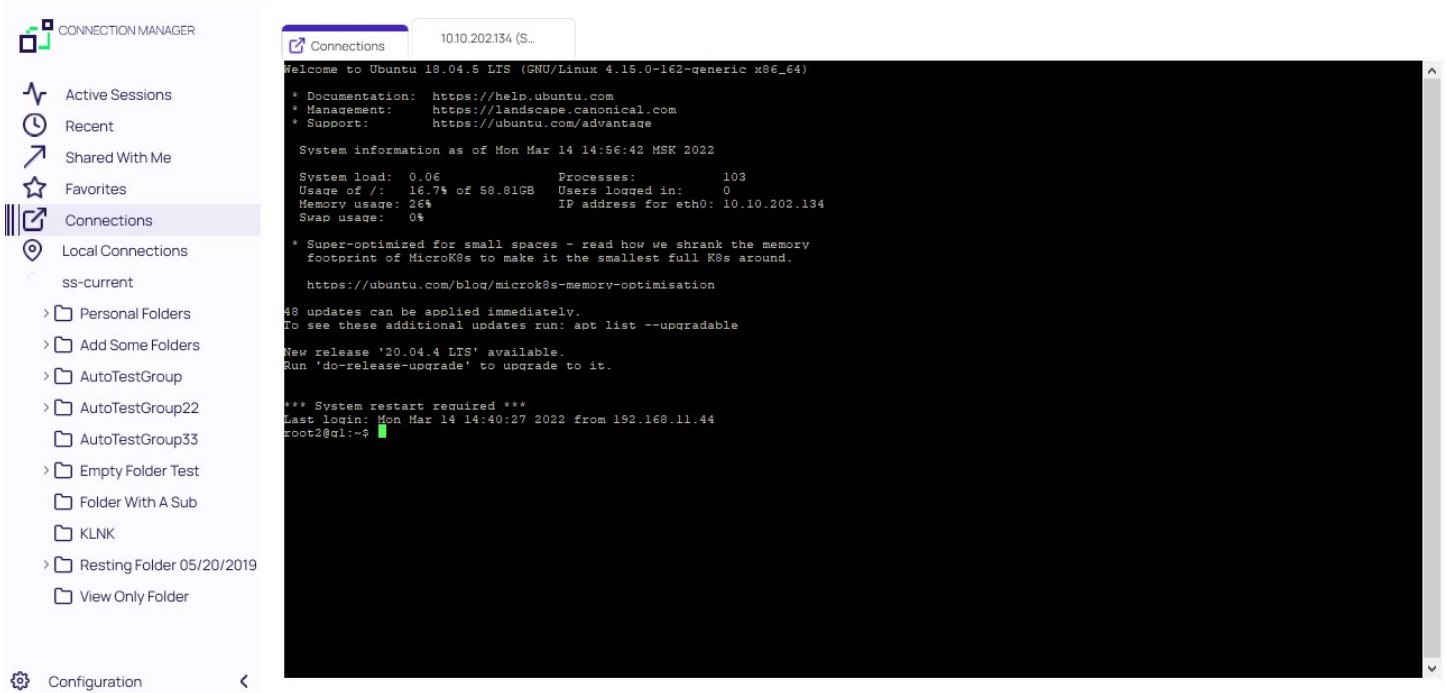 CONNECTION MANAGER
Active Sessions
Recent
Shared With Me
Favorites
Connections
Local Connections
ss-current
Personal Folders
Add Some Folders
AutoTestGroup
AutoTestGroup22
AutoTestGroup33
Empty Folder Test
Folder With A Sub
KLNK
Resting Folder 05/20/2019
View Only Folder
Configuration
Connections
10.10.202.134 (S...
Welcome to Ubuntu 18.04.5 LTS (GNU/Linux 4.15.0-162-generic x86_64)
* Documentation: https://help.ubuntu.com
* Management: https://landscape.canonical.com
* Support: https://ubuntu.com/advantage
System information as of Mon Mar 14 14:56:42 MSK 2022
System load: 0.06 Processes: 103
Usage of /: 16.7% of 58.81GB Users logged in: 0
Memory usage: 26% IP address for eth0: 10.10.202.134
Swap usage: 0%
* Super-optimized for small spaces - read how we shrank the memory
footprint of MicroK8s to make it the smallest full K8s around.
https://ubuntu.com/blog/microk8s-memory-optimisation
48 updates can be applied immediately.
To see these additional updates run: apt list --upgradable
New release '20.04.4 LTS' available.
Run 'do-release-upgrade' to upgrade to it.
*** System restart required ***
Last login: Mon Mar 14 14:40:27 2022 from 192.168.11.44
root2@q1:~$